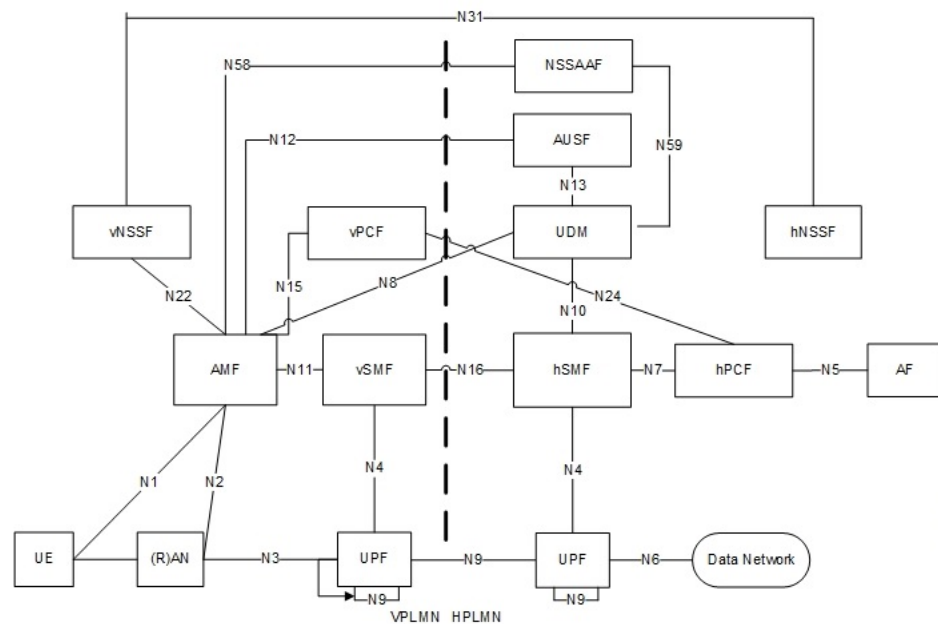 N31
N58
NSSAAF
N12
AUSF
N59
N13
vNSSF
vPCF
UDM
hNSSF
N22
N15
N8
N10
N24
AMF
N11
vSMF
N16
hSMF
N7
hPCF
N5
AF
N1
N2
N4
N4
UE
(R)AN
N3
UPF
N9
UPF
N6
Data Network
N9
N9
VPLMN HPLMN